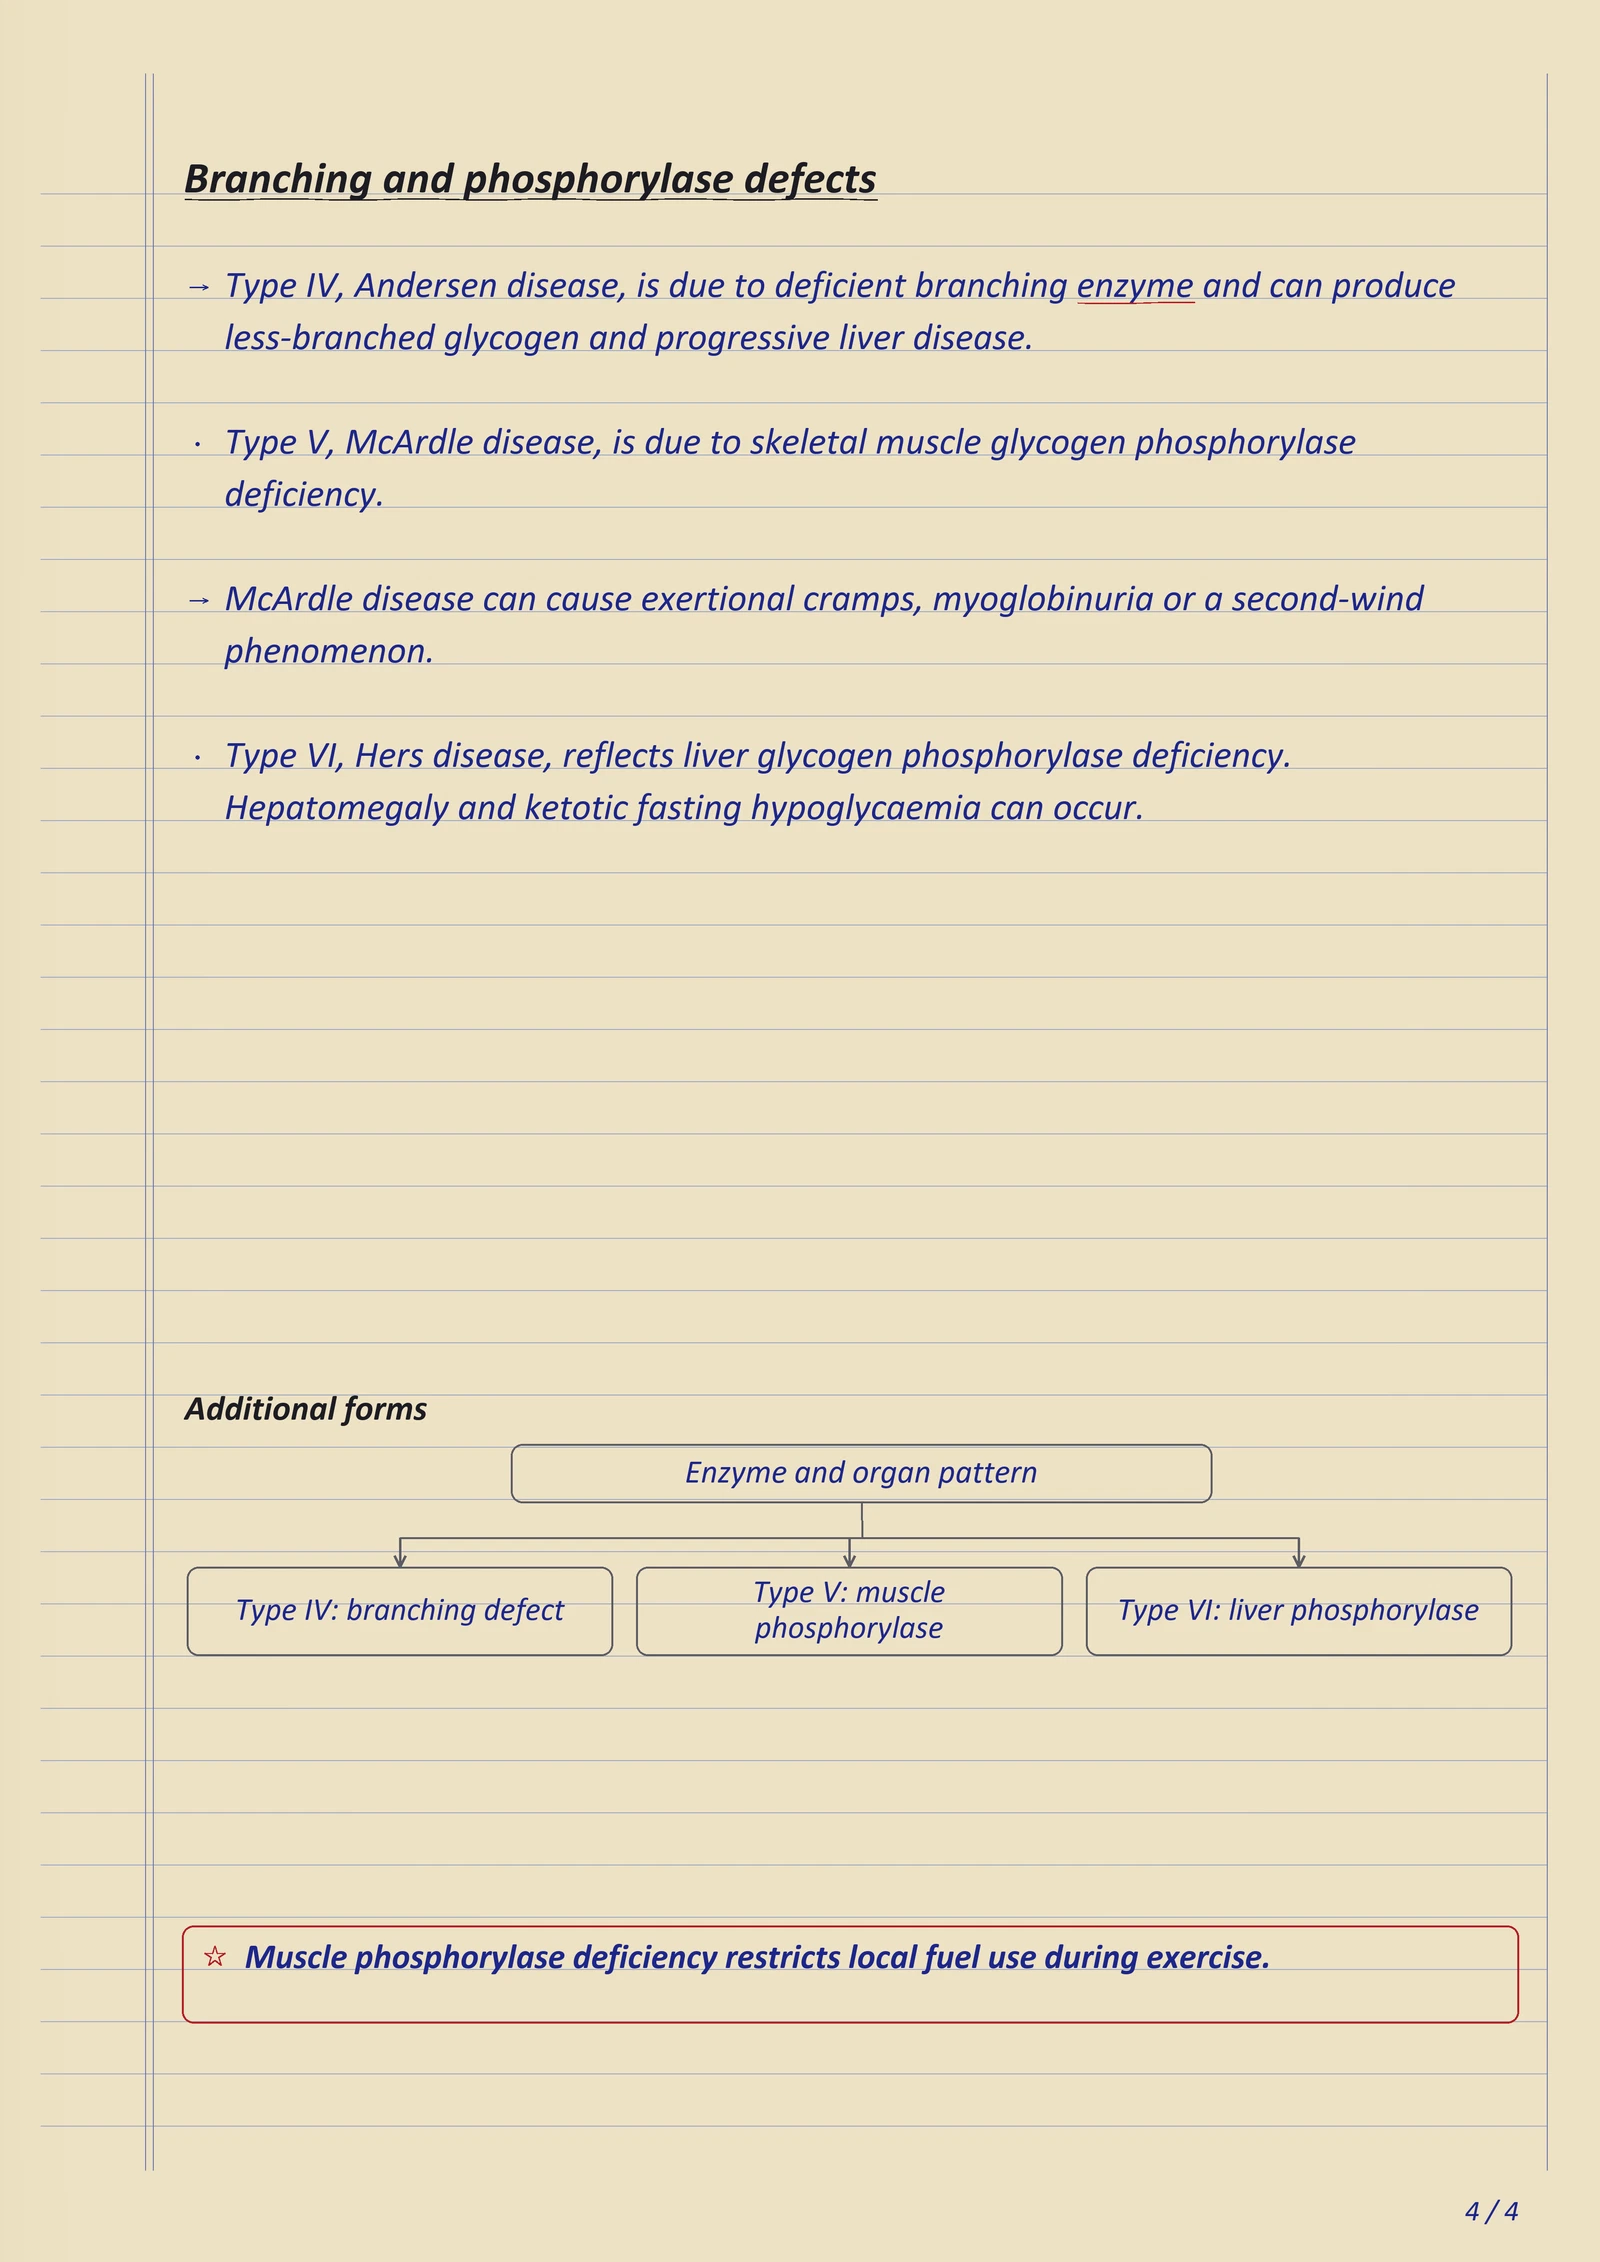 Branching and phosphorylase defects
→ Type IV, Andersen disease, is due to deficient branching enzyme and can produce
less-branched glycogen and progressive liver disease.
· Type V, McArdle disease, is due to skeletal muscle glycogen phosphorylase
deficiency.
→ McArdle disease can cause exertional cramps, myoglobinuria or a second-wind
phenomenon.
· Type VI, Hers disease, reflects liver glycogen phosphorylase deficiency.
Hepatomegaly and ketotic fasting hypoglycaemia can occur.
Additional forms
Enzyme and organ pattern
Type IV: branching defect
Type V: muscle
phosphorylase
Type VI: liver phosphorylase
☆ Muscle phosphorylase deficiency restricts local fuel use during exercise.
4 / 4